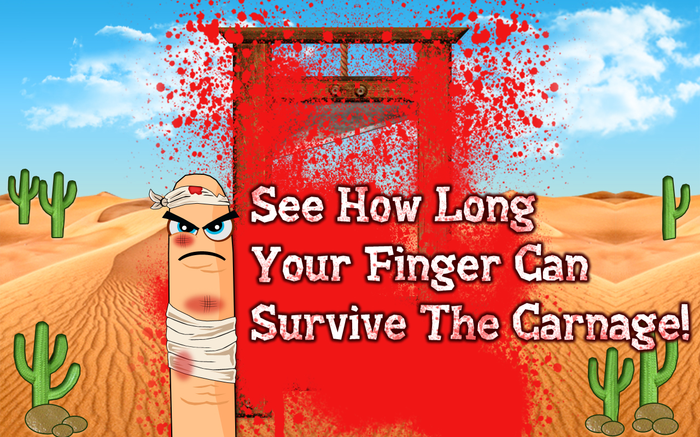 See How Long
Your Finger Can
Survive The Carnage!